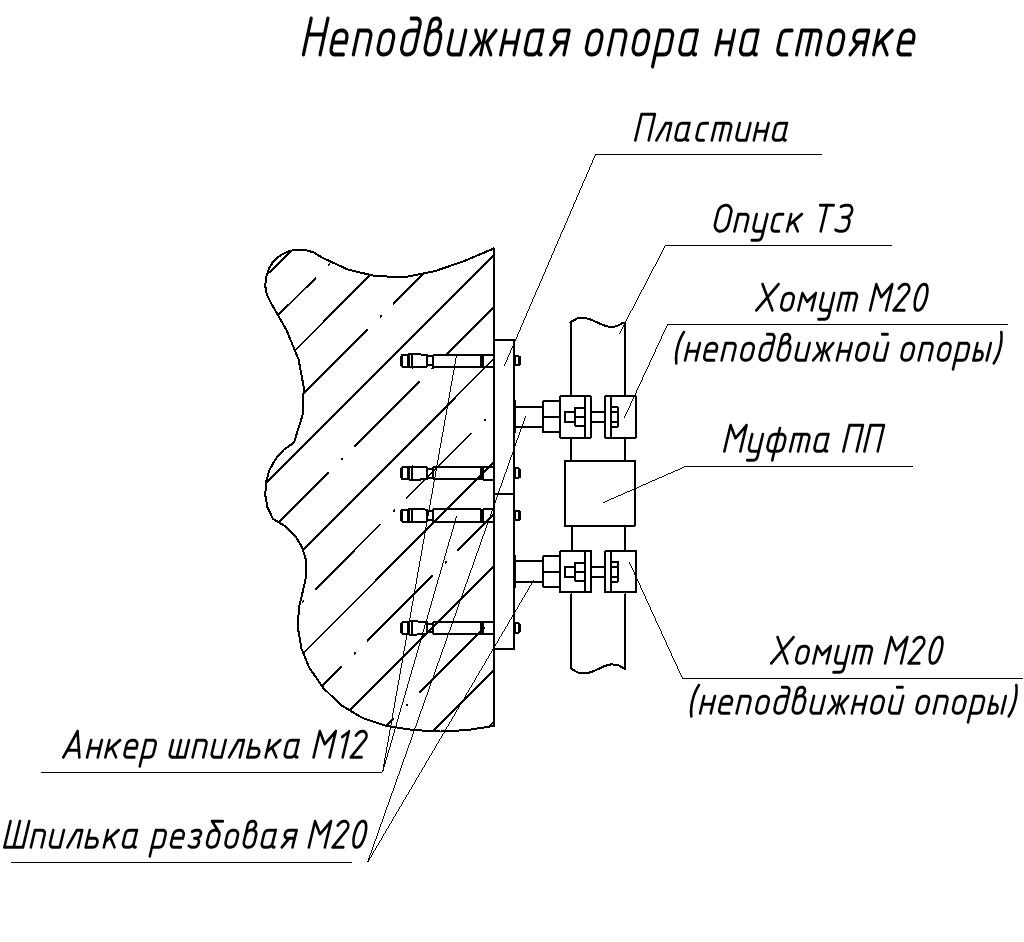 Неподвижная опора на стояке
Пластина
Опуск Т3
Хомут М20
(неподвижной опоры)
Муфта ПП
Хомут М20
(неподвижной опоры)
Анкер шпилька М12
Шпилька резбовая М20